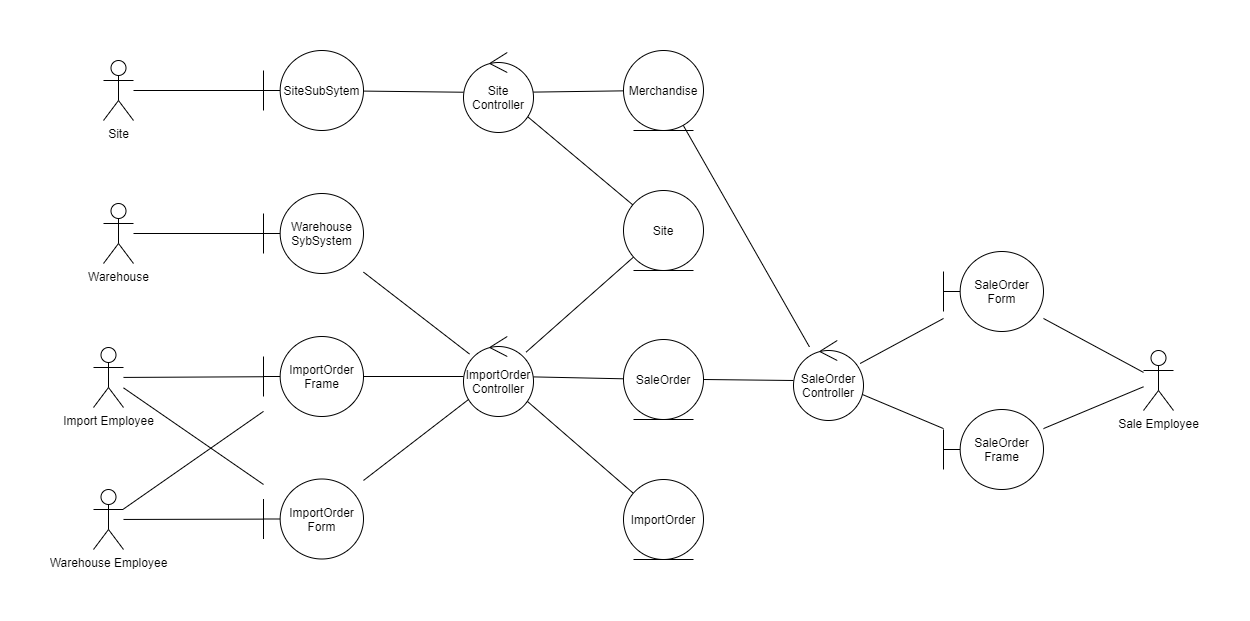 SiteSubSytem
Site
Controller
Merchandise
Site
Warehouse
SybSystem
Site
Warehouse
SaleOrder
Form
ImportOrder
Frame
ImportOrder
Controller
SaleOrder
SaleOrder
Controller
Import Employee
Sale Employee
SaleOrder
Frame
ImportOrder
Form
ImportOrder
Warehouse Employee